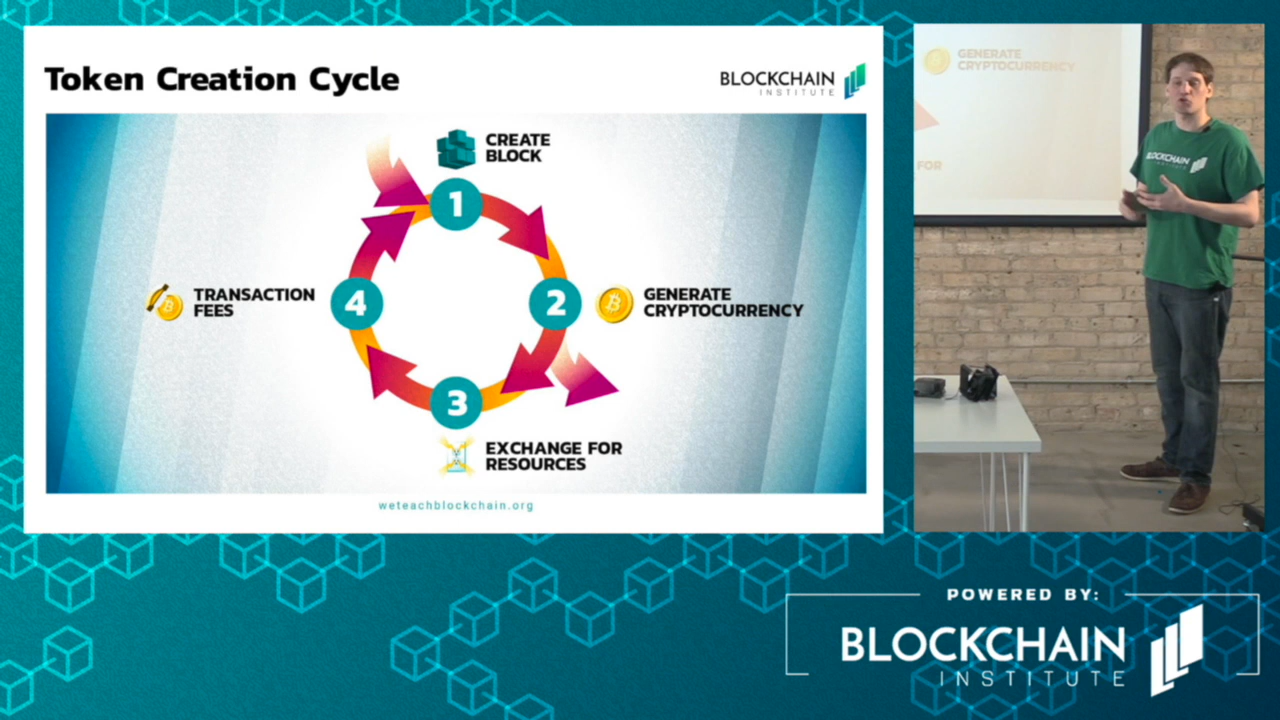 Token Creation Cycle
BLOCKCHAIN
INSTITUTE
CREATE
BLOCK
1
TRANSACTION
FEES
4
2
GENERATE
CRYPTOCURRENCY
3
EXCHANGE FOR
RESOURCES
weteachblockchain.org
GENERATE
CRYPTOCURRENCY
FOR
BLOCKCHAIN
INSTITUTE
POWERED BY:
BLOCKCHAIN
INSTITUTE